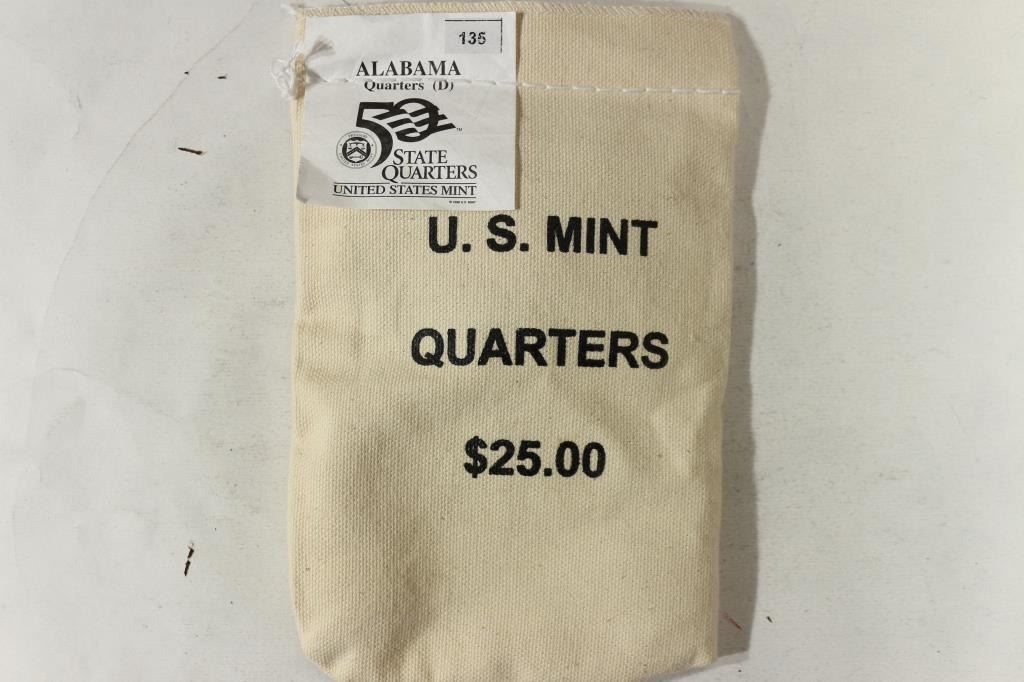 135
ALABAMA
Quarters (D)
50
STATE
QUARTERS
UNITED STATES MINT
U. S. MINT
QUARTERS
$25.00